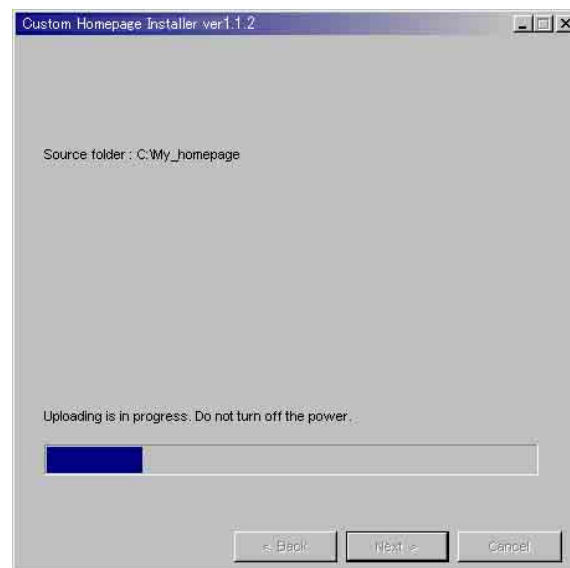 Custom Homepage Installer ver1.1.2
Source folder : C:\My_homepage
Uploading is in progress. Do not turn off the power.
< Back
Next >
Cancel